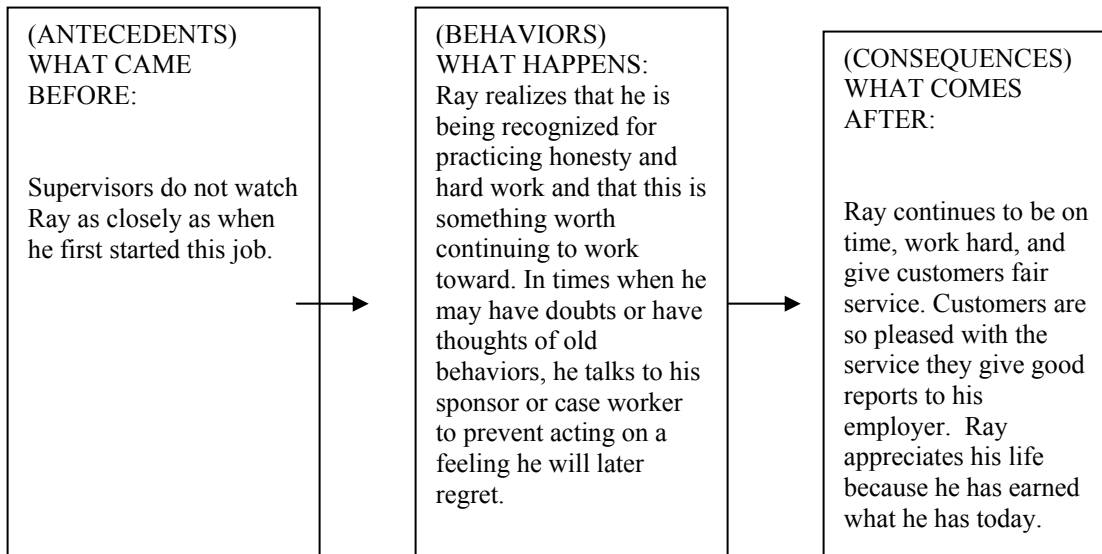 (ANTECEDENTS)
WHAT CAME
BEFORE:
Supervisors do not watch
Ray as closely as when
he first started this job.
(BEHAVIORS)
WHAT HAPPENS:
Ray realizes that he is
being recognized for
practicing honesty and
hard work and that this is
something worth
continuing to work
toward. In times when he
may have doubts or have
thoughts of old
behaviors, he talks to his
sponsor or case worker
to prevent acting on a
feeling he will later
regret.
(CONSEQUENCES)
WHAT COMES
AFTER:
Ray continues to be on
time, work hard, and
give customers fair
service. Customers are
so pleased with the
service they give good
reports to his
employer.  Ray
appreciates his life
because he has earned
what he has today.